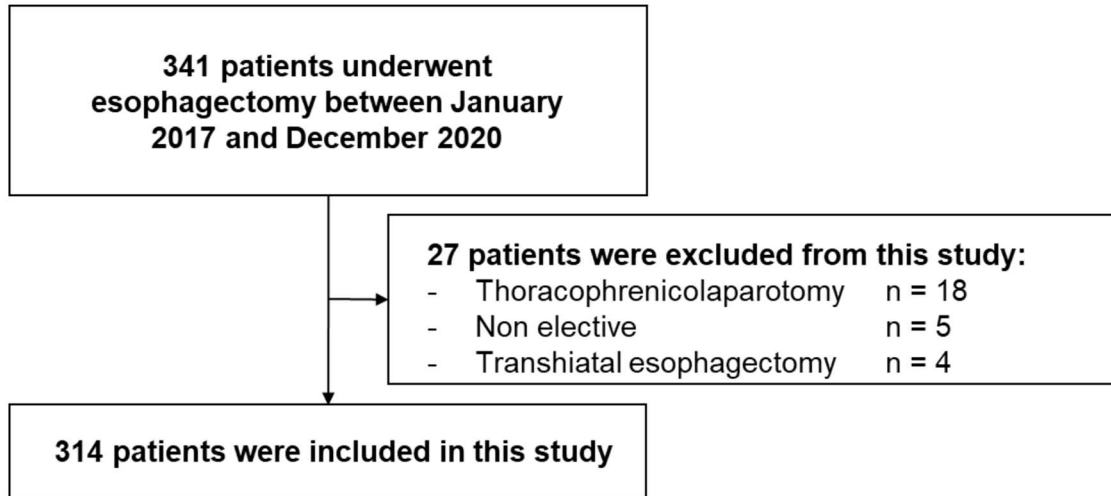 341 patients underwent
esophagectomy between January
2017 and December 2020
27 patients were excluded from this study:
- Thoracophrenicolaparotomy n = 18
- Non elective n = 5
- Transhiatal esophagectomy n = 4
314 patients were included in this study